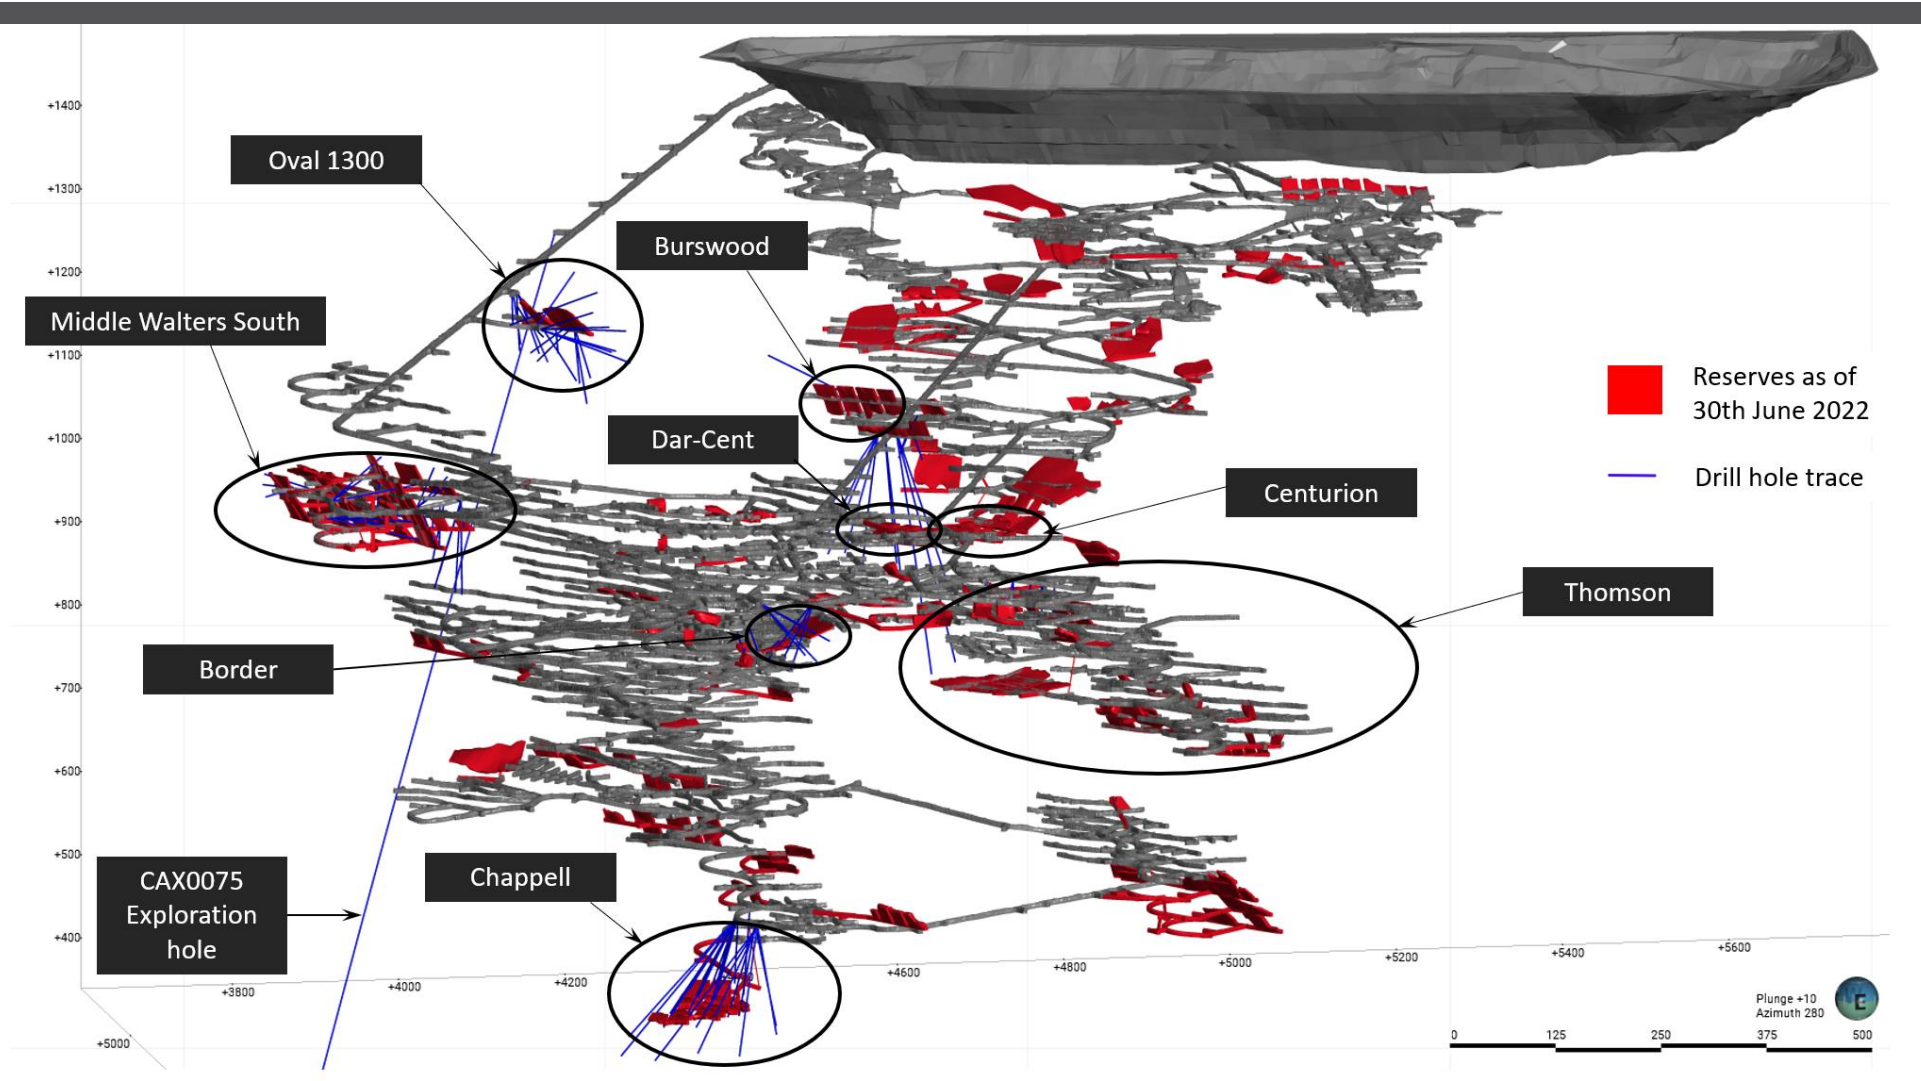 +1400
+1300
+1200
+1100
+1000
+900
+800
+700
+600
+500
+400
Oval 1300
Burswood
Middle Walters South
Dar-Cent
Centurion
Thomson
Border
CAX0075
Exploration
hole
Chappell
Reserves as of
30th June 2022
Drill hole trace
+3800
+4000
+4200
+4600
+4800
+5000
+5200
+5400
+5600
+5000
Plunge +10
Azimuth 280
E
0 125 250 375 500